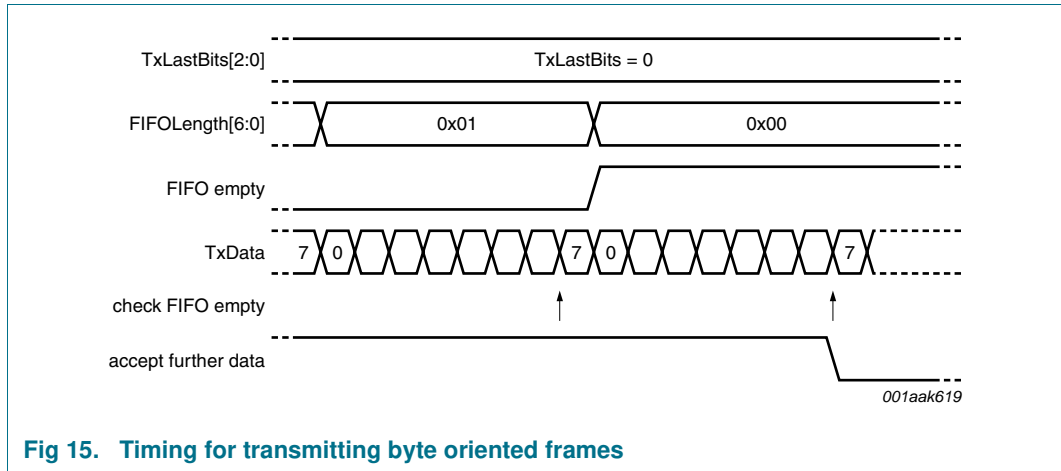 TxLastBits[2:0] TxLastBits = 0
FIFOLength[6:0] 0x01 0x00
FIFO empty
TxData 7 0 7 0 7
check FIFO empty
accept further data
001aak619
Fig 15. Timing for transmitting byte oriented frames